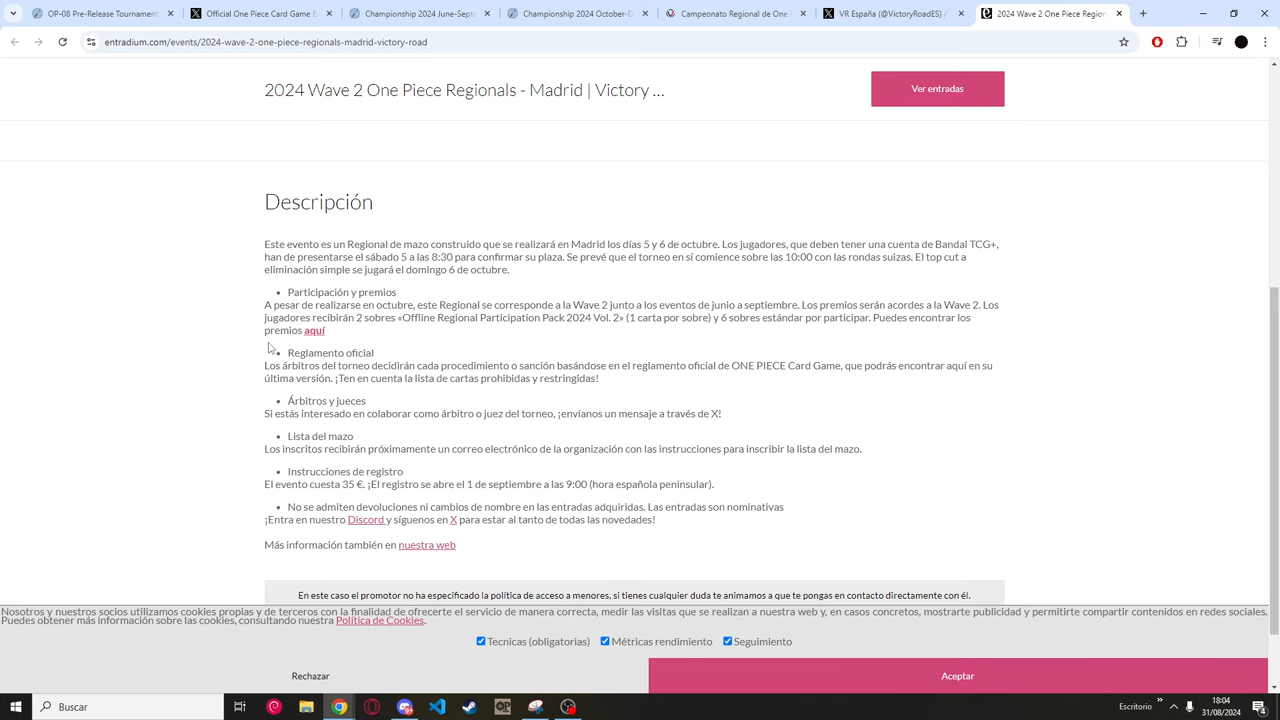 OP-08 Pre-Release Tournamen
Official One Piece Card Game E
Championship 2024 June-Septe
Championship 2024 October-D
Campeonato Regional de One
VR España (@VictoryRoadES) /
2024 Wave 2 One Piece Regiona
entradium.com/events/2024-wave-2-one-piece-regionals-madrid-victory-road
2024 Wave 2 One Piece Regionals - Madrid | Victory ...
Ver entradas
Descripción
Este evento es un Regional de mazo construido que se realizará en Madrid los días 5 y 6 de octubre. Los jugadores, que deben tener una cuenta de Bandai TCG+,
han de presentarse el sábado 5 a las 8:30 para confirmar su plaza. Se prevé que el torneo en sí comience sobre las 10:00 con las rondas suizas. El top cut a
eliminación simple se jugará el domingo 6 de octubre.
• Participación y premios
A pesar de realizarse en octubre, este Regional se corresponde a la Wave 2 junto a los eventos de junio a septiembre. Los premios serán acordes a la Wave 2. Los
jugadores recibirán 2 sobres «Offline Regional Participation Pack 2024 Vol. 2» (1 carta por sobre) y 6 sobres estándar por participar. Puedes encontrar los
premios aquí
• Reglamento oficial
Los árbitros del torneo decidirán cada procedimiento o sanción basándose en el reglamento oficial de ONE PIECE Card Game, que podrás encontrar aquí en su
última versión. ¡Ten en cuenta la lista de cartas prohibidas y restringidas!
• Árbitros y jueces
Si estás interesado en colaborar como árbitro o juez del torneo, ¡envíanos un mensaje a través de X!
• Lista del mazo
Los inscritos recibirán próximamente un correo electrónico de la organización con las instrucciones para inscribir la lista del mazo.
• Instrucciones de registro
El evento cuesta 35 €. ¡El registro se abre el 1 de septiembre a las 9:00 (hora española peninsular).
• No se admiten devoluciones ni cambios de nombre en las entradas adquiridas. Las entradas son nominativas
¡Entra en nuestro Discord y síguenos en X para estar al tanto de todas las novedades!
Más información también en nuestra web
En este caso el promotor no ha especificado la política de acceso a menores, si tienes cualquier duda te animamos a que te pongas en contacto directamente con él.
Nosotros y nuestros socios utilizamos cookies propias y de terceros con la finalidad de ofrecerte el servicio de manera correcta, medir las visitas que se realizan a nuestra web y, en casos concretos, mostrarte publicidad y permitirte compartir contenidos en redes sociales.
Puedes obtener más información sobre las cookies, consultando nuestra Política de Cookies.
Tecnicas (obligatorias) Métricas rendimiento Seguimiento
Rechazar
Aceptar
Buscar
Escritorio
18:04
31/08/2024
4